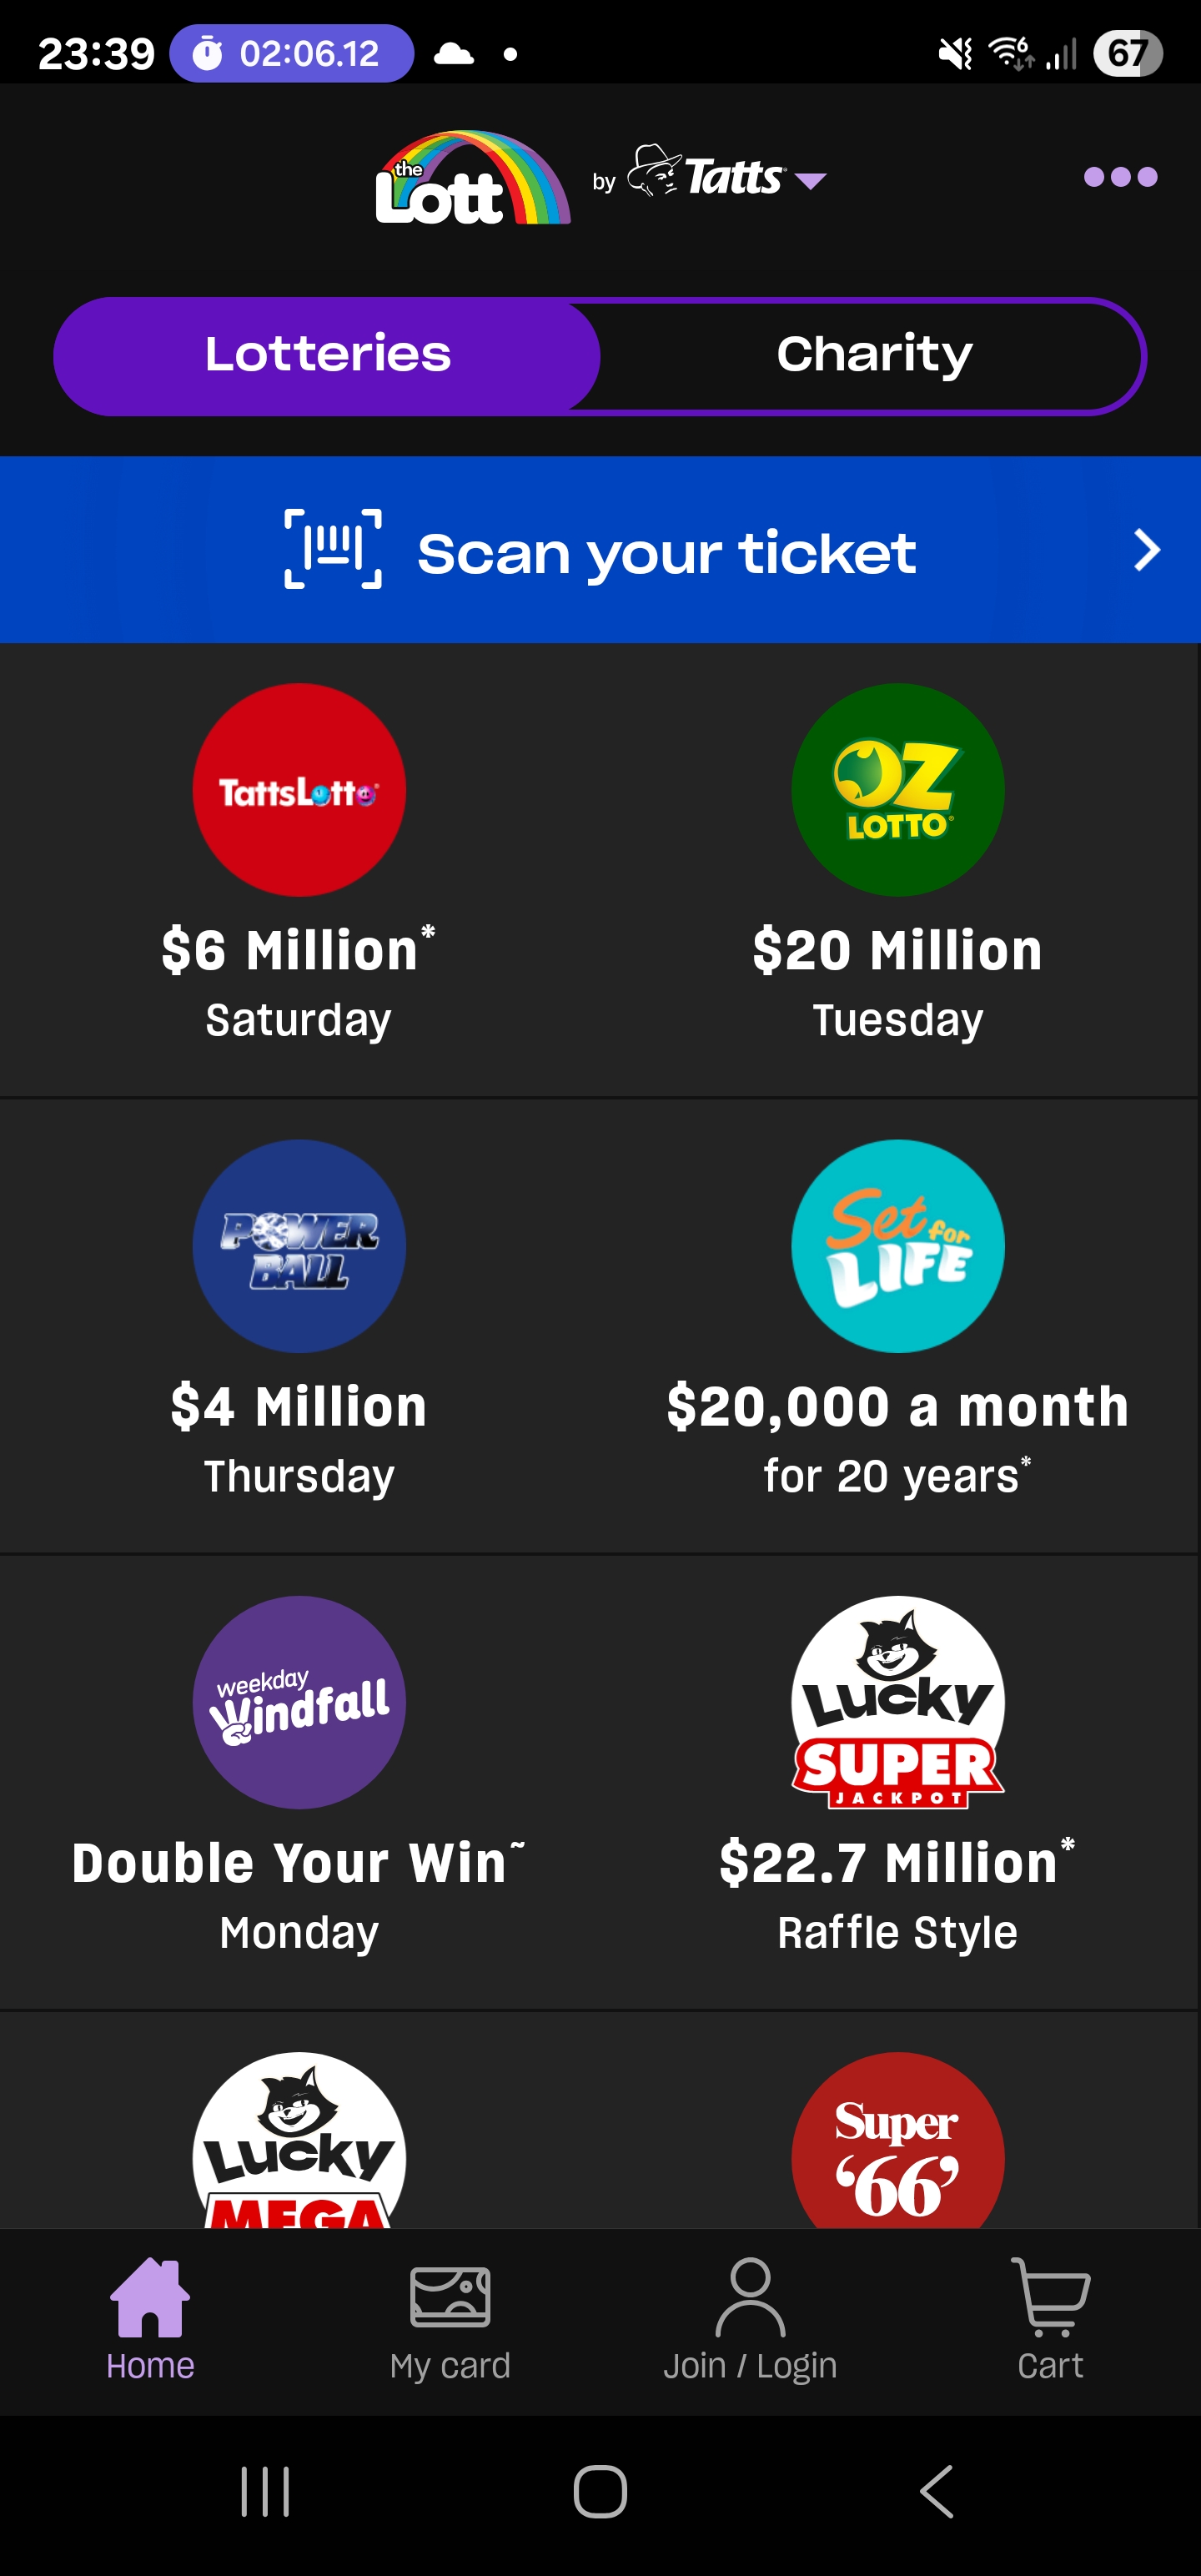 23:39 02:06.12 6 67
the Lott by Tatts
Lotteries Charity
Scan your ticket
TattsLotto OZ LOTTO
$6 Million* $20 Million
Saturday Tuesday
POWER BALL Set for LIFE
$4 Million $20,000 a month
Thursday for 20 years*
weekday Windfall Lucky SUPER JACKPOT
Double Your Win~ $22.7 Million*
Monday Raffle Style
Lucky MEGA Super ‘66’
Home My card Join / Login Cart